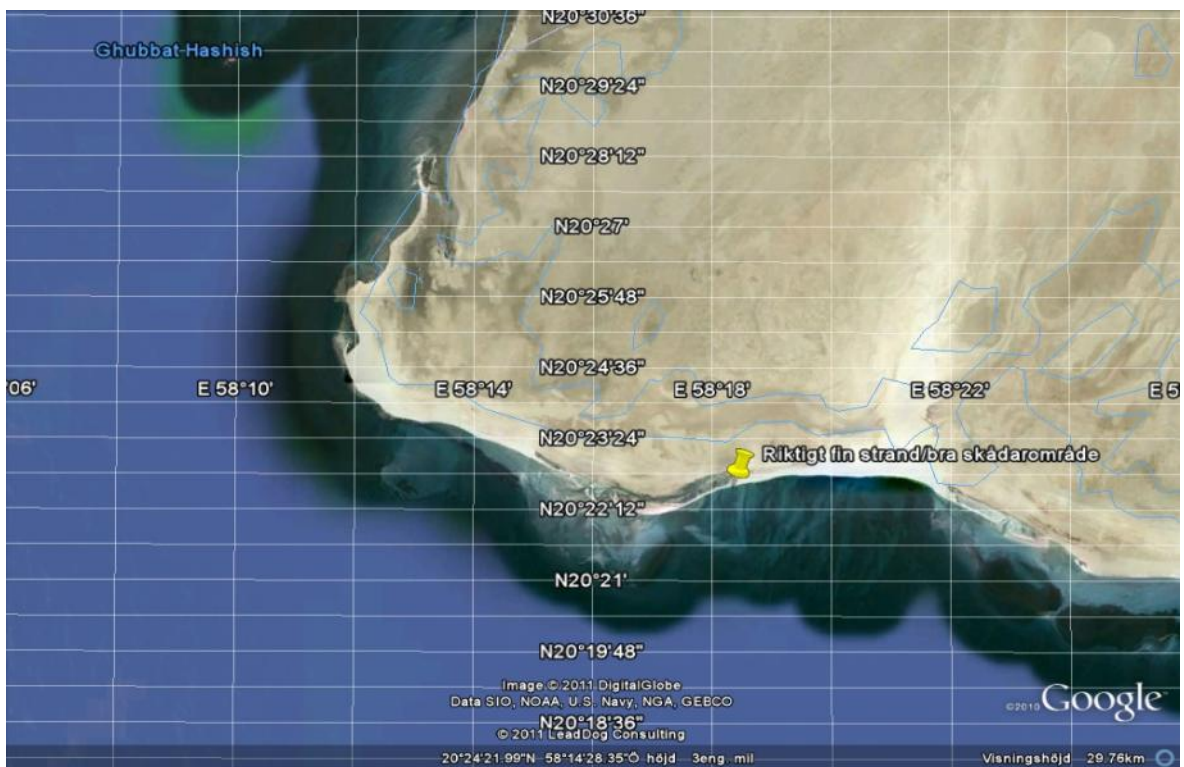 N20°30'36"
Ghubbat Hashish
N20°29'24"
N20°28'12"
N20°27'
N20°25'48"
N20°24'36"
°06' E 58°10' E 58°14' E 58°18' E 58°22' E 5
N20°23'24"
Riktigt fin strand/bra skådarområde
N20°22'12"
N20°21'
N20°19'48"
Image © 2011 DigitalGlobe
Data SIO, NOAA, U.S. Navy, NGA, GEBCO
©2010 Google
N20°18'36"
© 2011 LeadDog Consulting
20°24'21.99"N 58°14'28.35"Ö höjd 3eng. mil Visningshöjd 29.76km